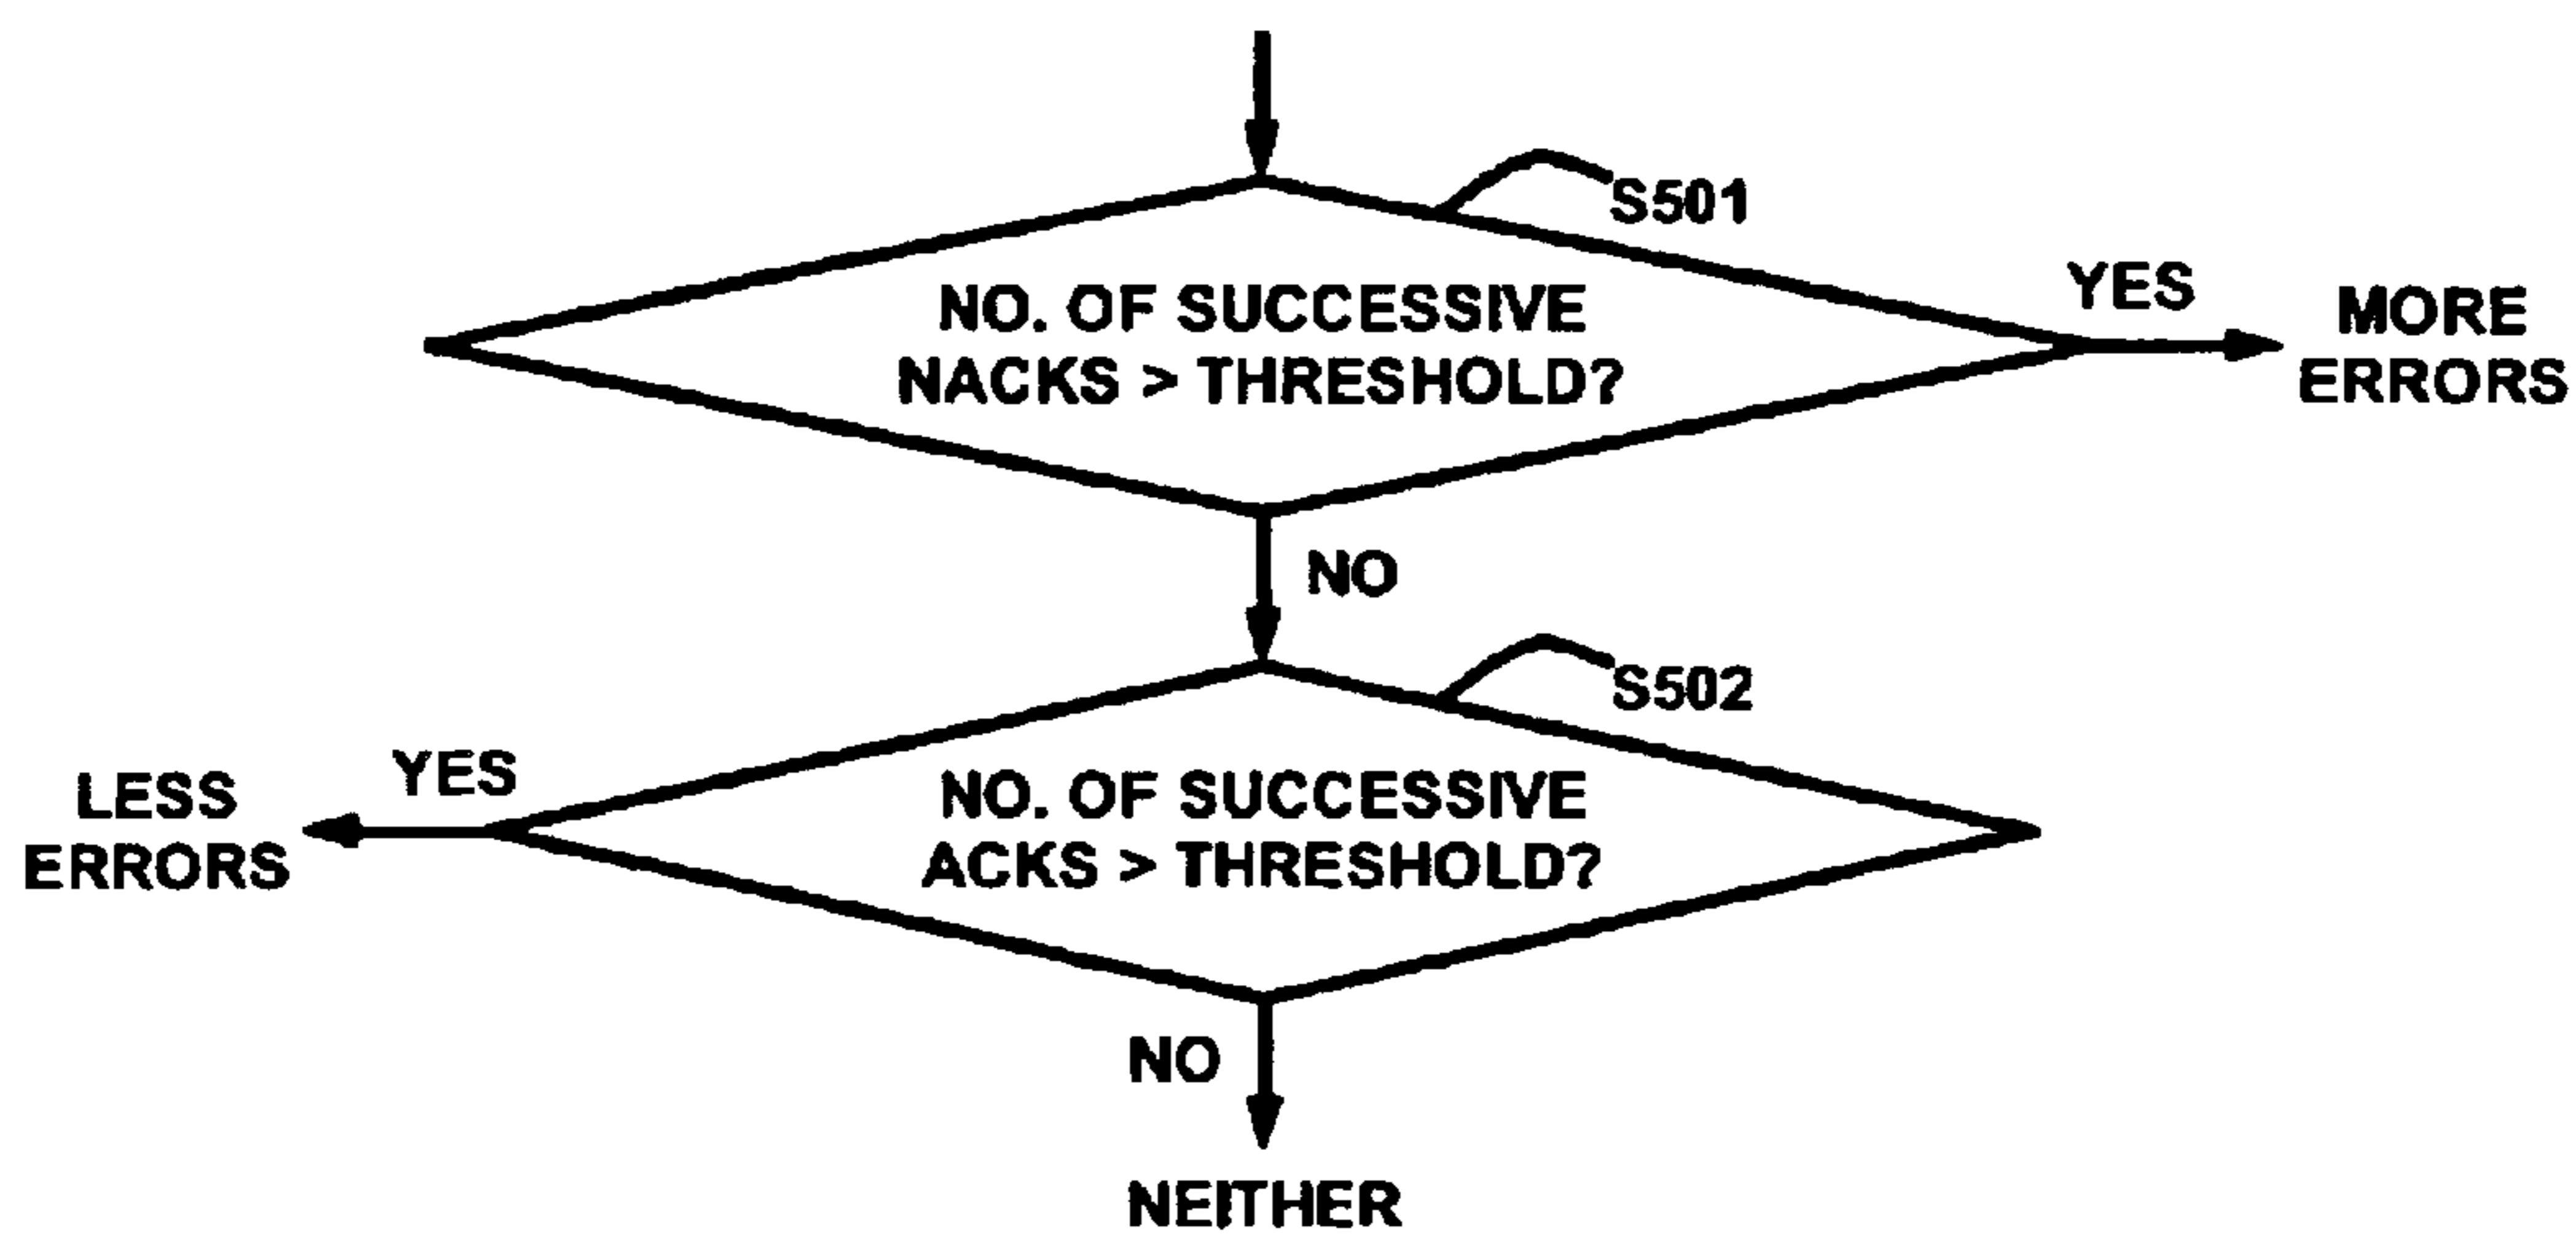 S501
NO. OF SUCCESSIVE
NACKS > THRESHOLD?
YES
MORE
ERRORS
NO
S502
NO. OF SUCCESSIVE
ACKS > THRESHOLD?
YES
LESS
ERRORS
NO
NEITHER